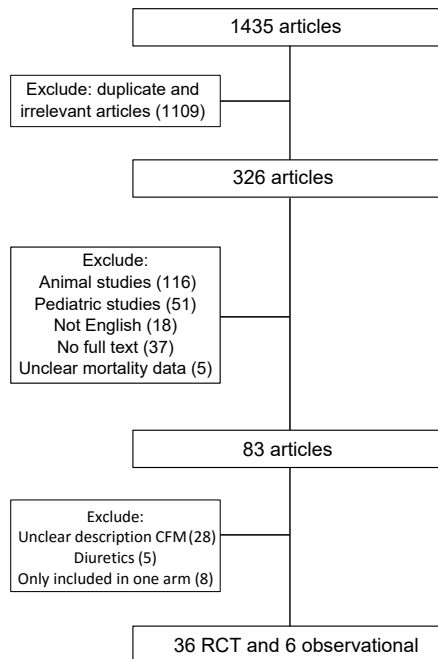 1435 articles
Exclude: duplicate and
irrelevant articles (1109)
326 articles
Exclude:
Animal studies (116)
Pediatric studies (51)
Not English (18)
No full text (37)
Unclear mortality data (5)
83 articles
Exclude:
Unclear description CFM (28)
Diuretics (5)
Only included in one arm (8)
36 RCT and 6 observational